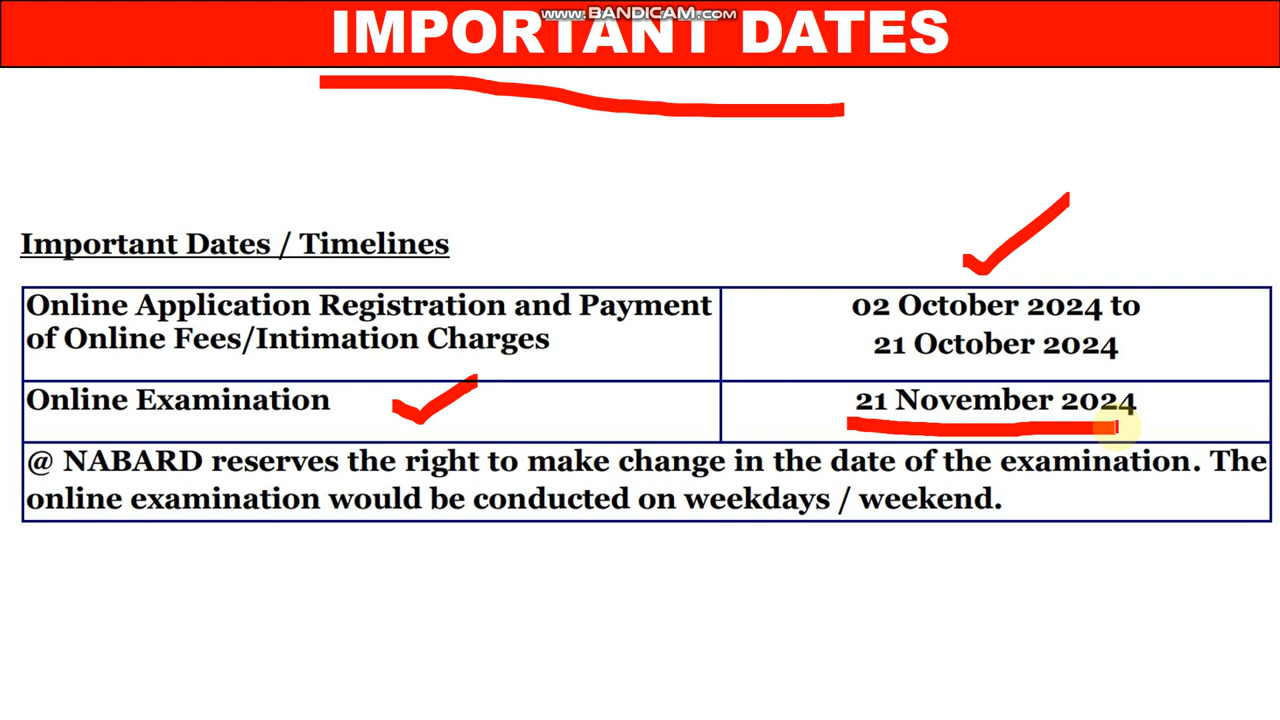 www.BANDICAM.com
IMPORTANT DATES
Important Dates / Timelines
Online Application Registration and Payment
of Online Fees/Intimation Charges
02 October 2024 to
21 October 2024
Online Examination
21 November 2024
@ NABARD reserves the right to make change in the date of the examination. The
online examination would be conducted on weekdays / weekend.